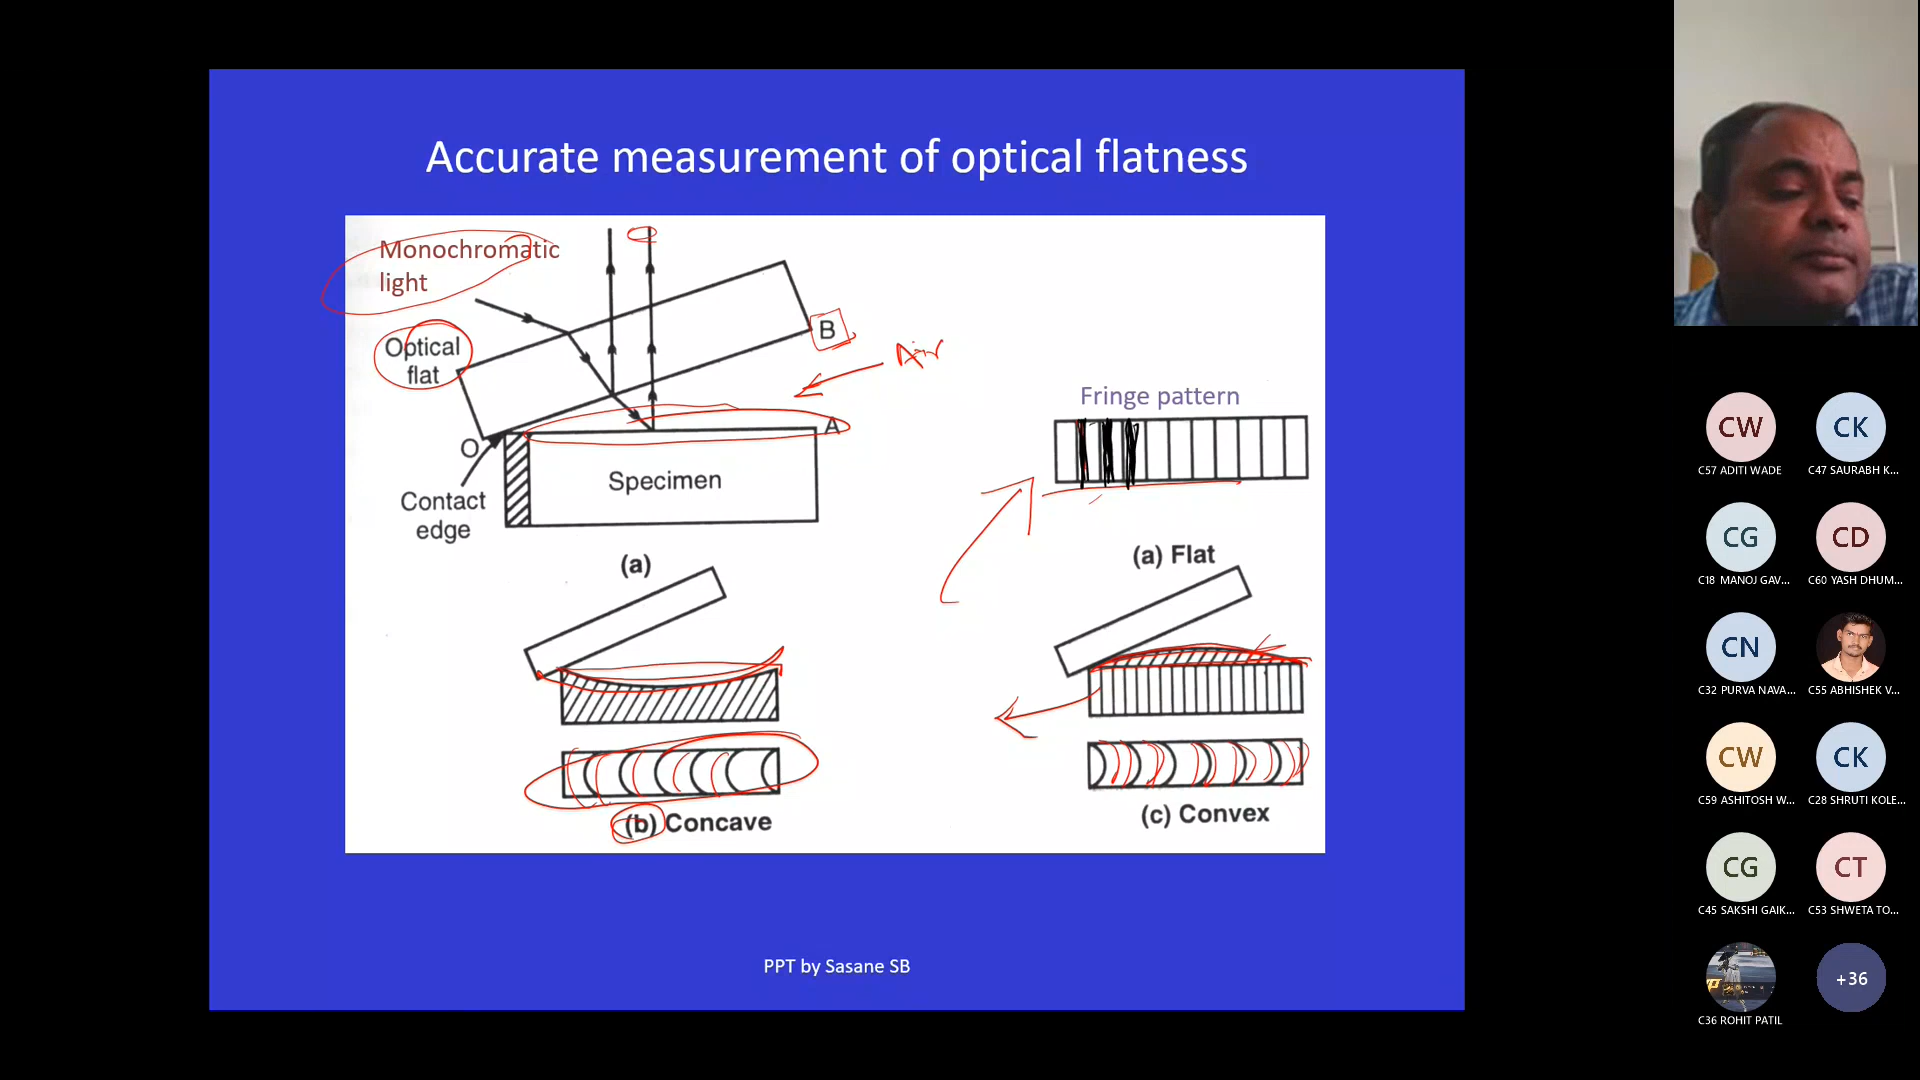 Accurate measurement of optical flatness
Monochromatic
light
Optical
flat
B
Air
A
O
Specimen
Contact
edge
(a)
Fringe pattern
(a) Flat
(b) Concave
(c) Convex
PPT by Sasane SB
CW
CK
C57 ADITI WADE
C47 SAURABH K...
CG
CD
C18 MANOJ GAV...
C60 YASH DHUM...
CN
C32 PURVA NAVA...
C55 ABHISHEK V...
CW
CK
C59 ASHITOSH W...
C28 SHRUTI KOLE...
CG
CT
C45 SAKSHI GAIK...
C53 SHWETA TO...
+36
C36 ROHIT PATIL